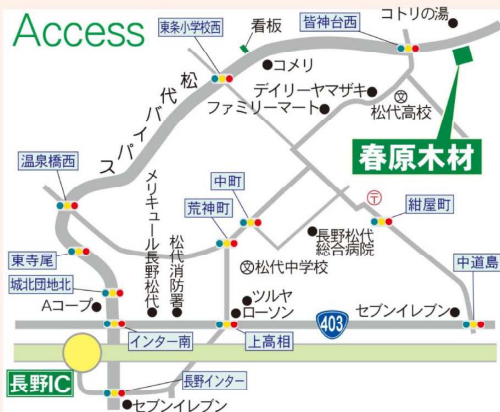 Access
東条小学校西
看板
皆神台西
コトリの湯
コメリ
デイリーヤマザキ
ファミリーマート
文
松代高校
松代バイパス
春原木材
温泉橋西
メリキュール長野松代
松代消防署
中町
荒神町
〒
紺屋町
長野松代
総合病院
東寺尾
文松代中学校
中道島
城北団地北
Aコープ
ツルヤ
ローソン
セブンイレブン
403
インター南
上高相
長野IC
長野インター
セブンイレブン